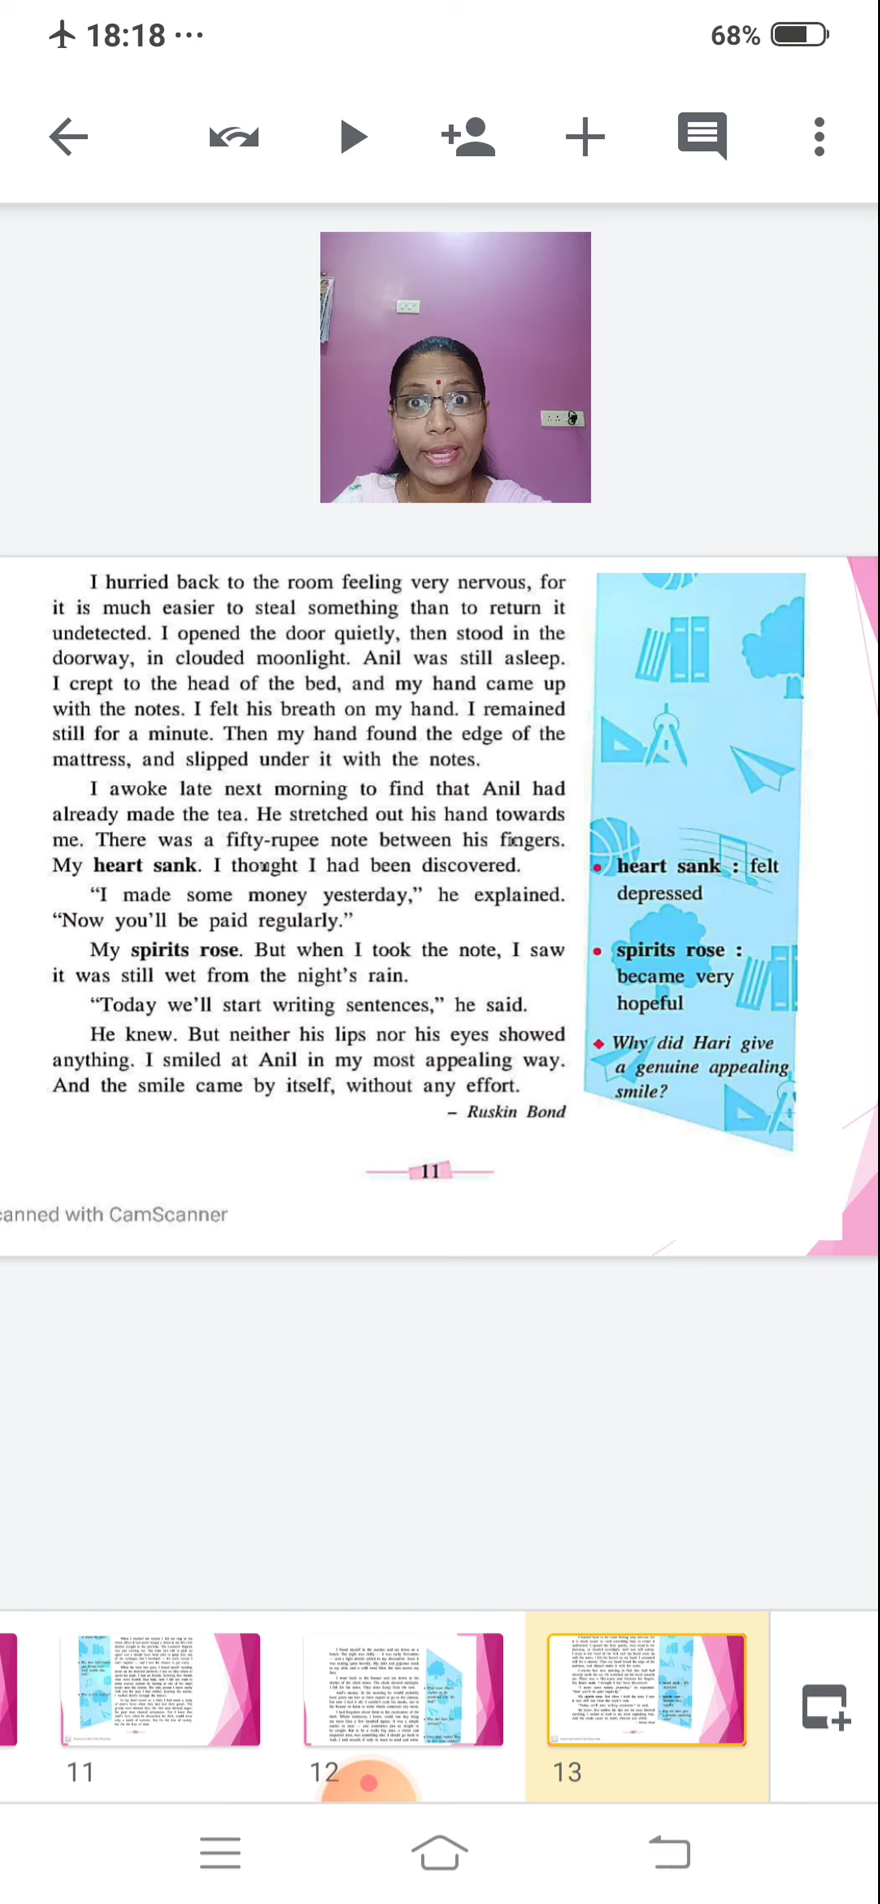 18:18 ...
68%
I hurried back to the room feeling very nervous, for
it is much easier to steal something than to return it
undetected. I opened the door quietly, then stood in the
doorway, in clouded moonlight. Anil was still asleep.
I crept to the head of the bed, and my hand came up
with the notes. I felt his breath on my hand. I remained
still for a minute. Then my hand found the edge of the
mattress, and slipped under it with the notes.
I awoke late next morning to find that Anil had
already made the tea. He stretched out his hand towards
me. There was a fifty-rupee note between his fingers.
My heart sank. I thought I had been discovered.
“I made some money yesterday,” he explained.
“Now you’ll be paid regularly.”
My spirits rose. But when I took the note, I saw
it was still wet from the night’s rain.
“Today we’ll start writing sentences,” he said.
He knew. But neither his lips nor his eyes showed
anything. I smiled at Anil in my most appealing way.
And the smile came by itself, without any effort.
– Ruskin Bond
• heart sank : felt
depressed
• spirits rose :
became very
hopeful
◆ Why did Hari give
a genuine appealing
smile?
11
canned with CamScanner
11
12
13